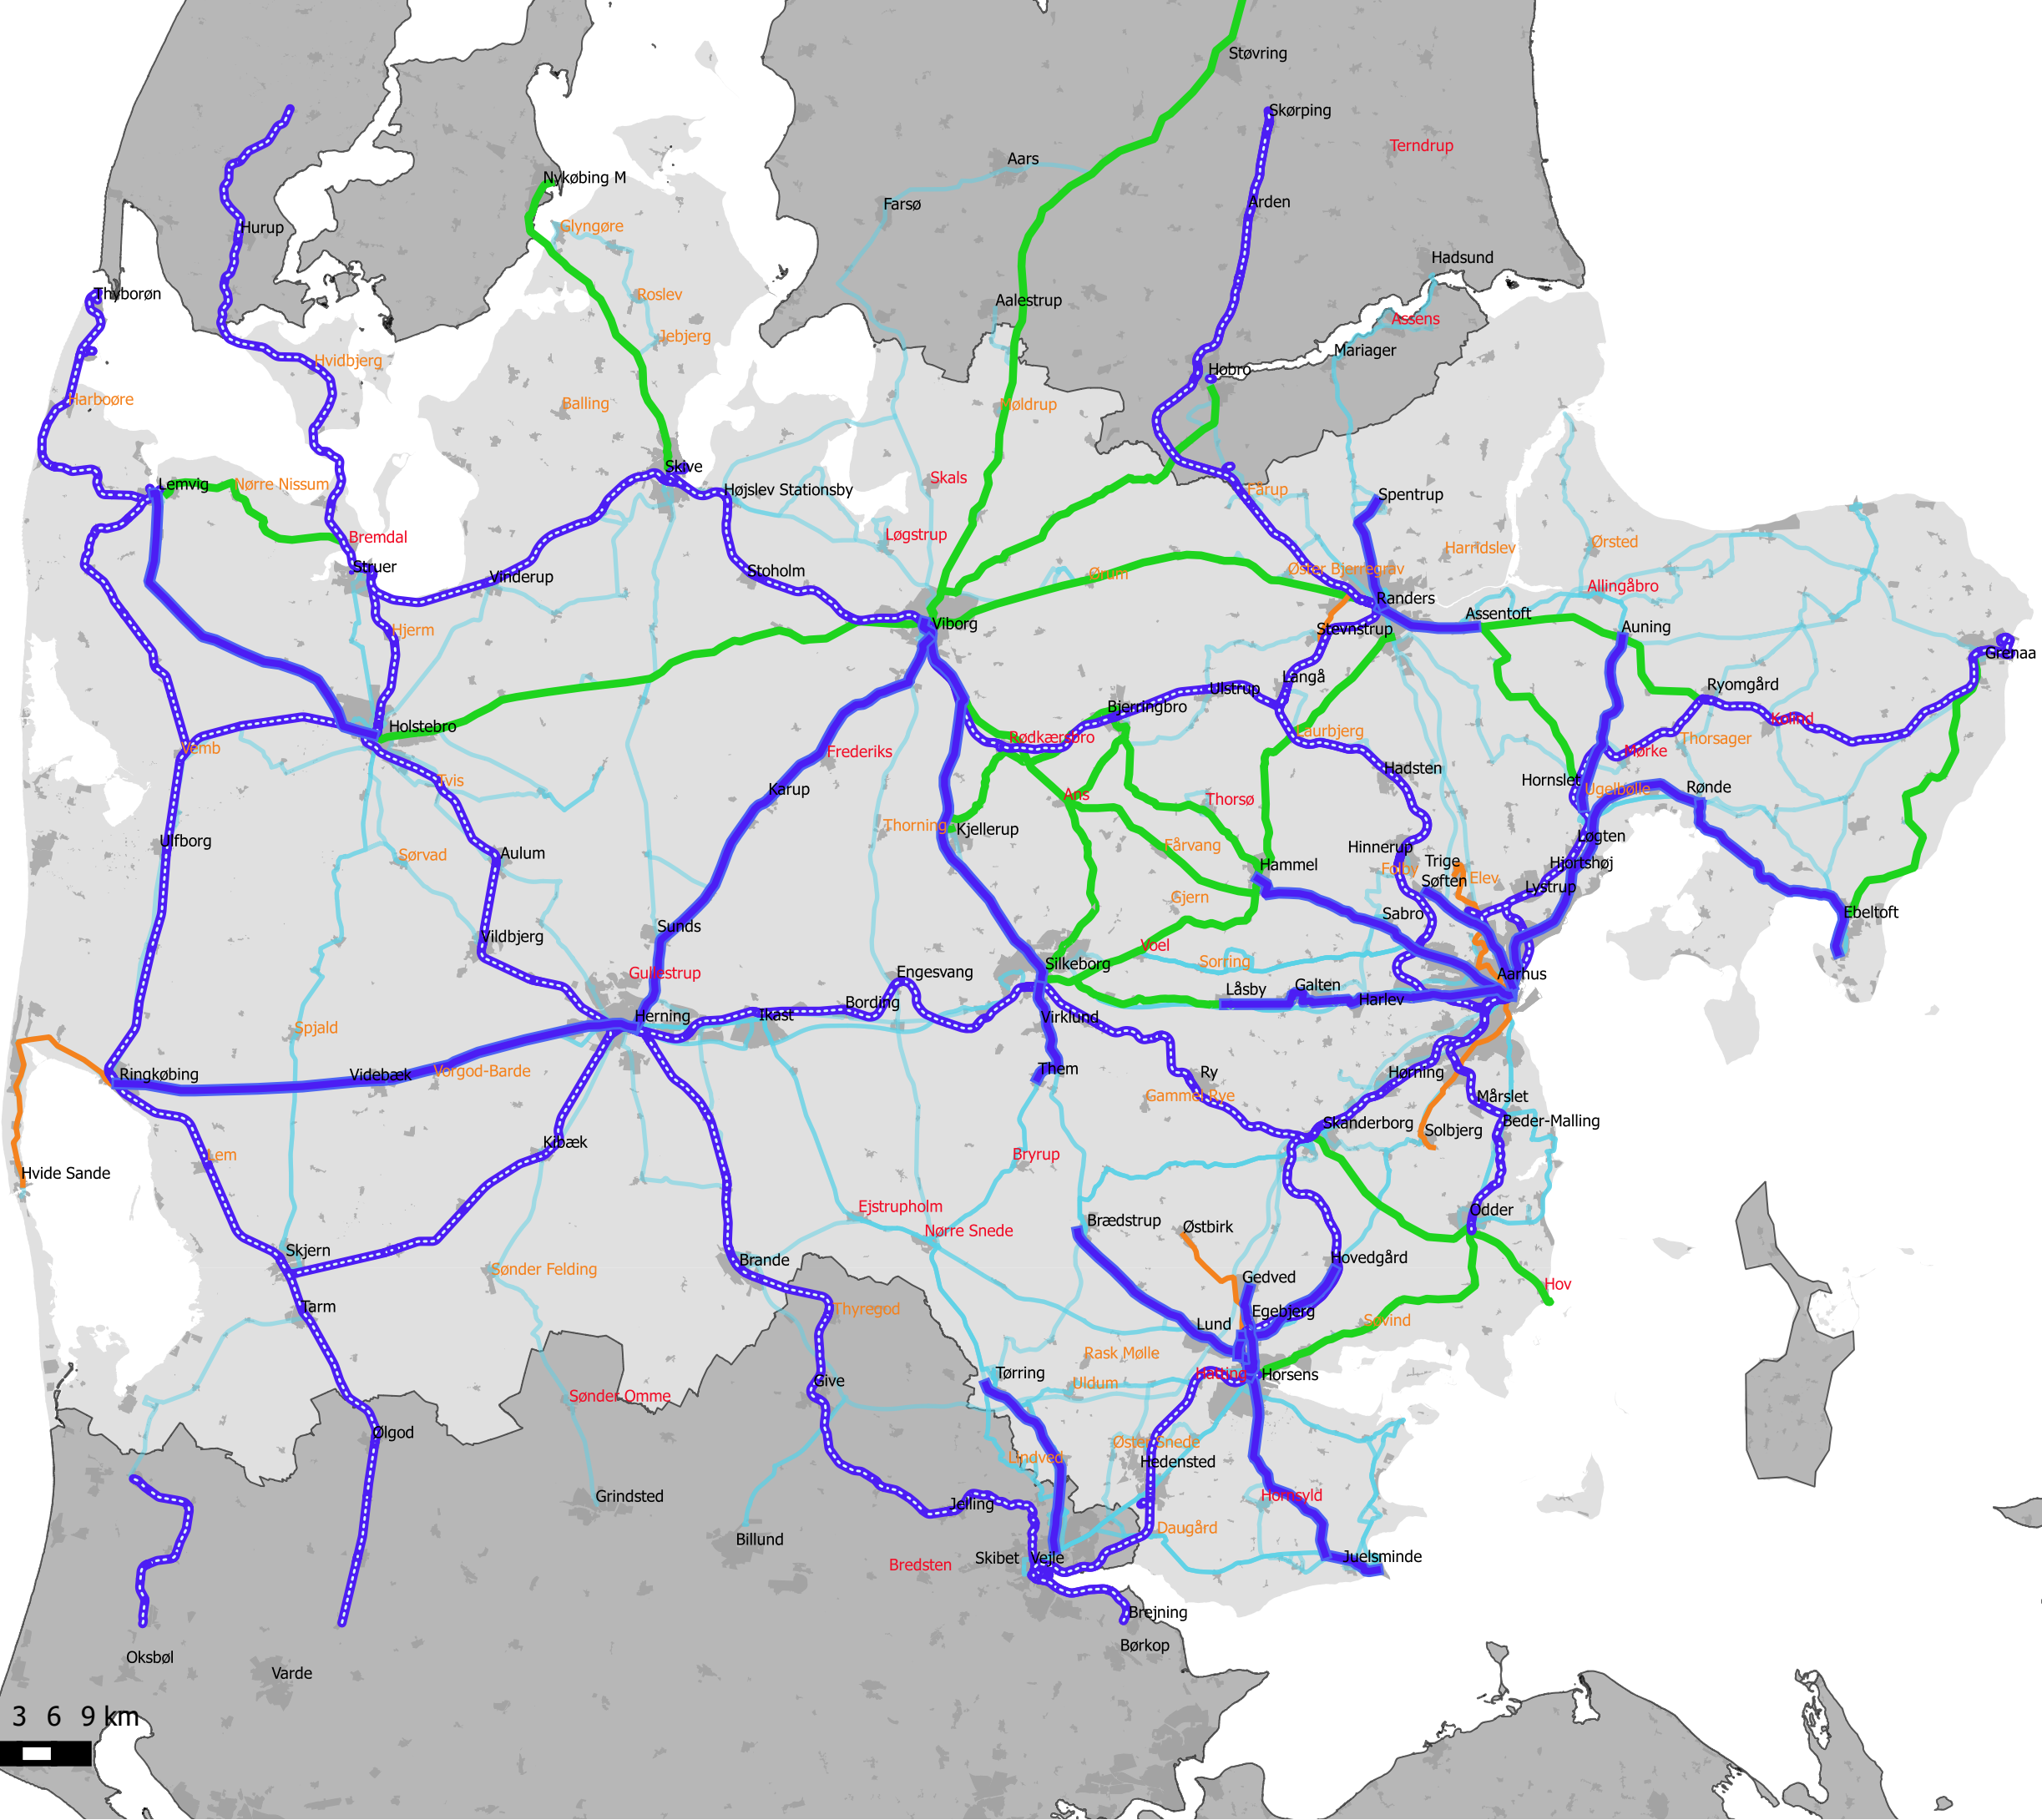 Støvring
Skørping
Terndrup
Aars
Nykøbing M
Farsø
Arden
Glyngøre
Hurup
Hadsund
Thyborøn
Roslev
Aalestrup
Assens
Jebjerg
Mariager
Hvidbjerg
Hobro
Harboøre
Balling
Møldrup
Skive
Skals
Lemvig
Nørre Nissum
Højslev Stationsby
Fårup
Spentrup
Bremdal
Løgstrup
Harridslev
Ørsted
Struer
Vinderup
Stoholm
Ørum
Øster Bjerregrav
Allingåbro
Randers
Assentoft
Hjerm
Viborg
Stevnstrup
Auning
Grenaa
Langå
Ulstrup
Ryomgård
Bjerringbro
Kolind
Holstebro
Laurbjerg
Rødkærsbro
Thorsager
Vemb
Frederiks
Mørke
Hadsten
Tvis
Hornslet
Karup
Ans
Thorsø
Ugelbølle
Rønde
Thorning
Kjellerup
Løgten
Ulfborg
Fårvang
Hinnerup
Sørvad
Aulum
Hammel
Trige
Hjortshøj
Foldby
Søften
Elev
Lystrup
Gjern
Sabro
Ebeltoft
Sunds
Vildbjerg
Voel
Silkeborg
Sorring
Gullestrup
Engesvang
Aarhus
Låsby
Galten
Harlev
Bording
Herning
Ikast
Virklund
Spjald
Ringkøbing
Videbæk
Vorgod-Barde
Them
Ry
Hørning
Gammel Rye
Mårslet
Skanderborg
Beder-Malling
Solbjerg
Kibæk
Lem
Bryrup
Hvide Sande
Ejstrupholm
Odder
Brædstrup
Østbirk
Nørre Snede
Skjern
Brande
Hovedgård
Sønder Felding
Gedved
Hov
Tarm
Thyregod
Egebjerg
Lund
Søvind
Rask Mølle
Tørring
Hatting
Horsens
Give
Uldum
Sønder Omme
Ølgod
Øster Snede
Lindved
Hedensted
Grindsted
Hornsyld
Jelling
Daugård
Billund
Skibet
Vejle
Juelsminde
Bredsten
Brejning
Børkop
Oksbøl
Varde
3 6 9 km